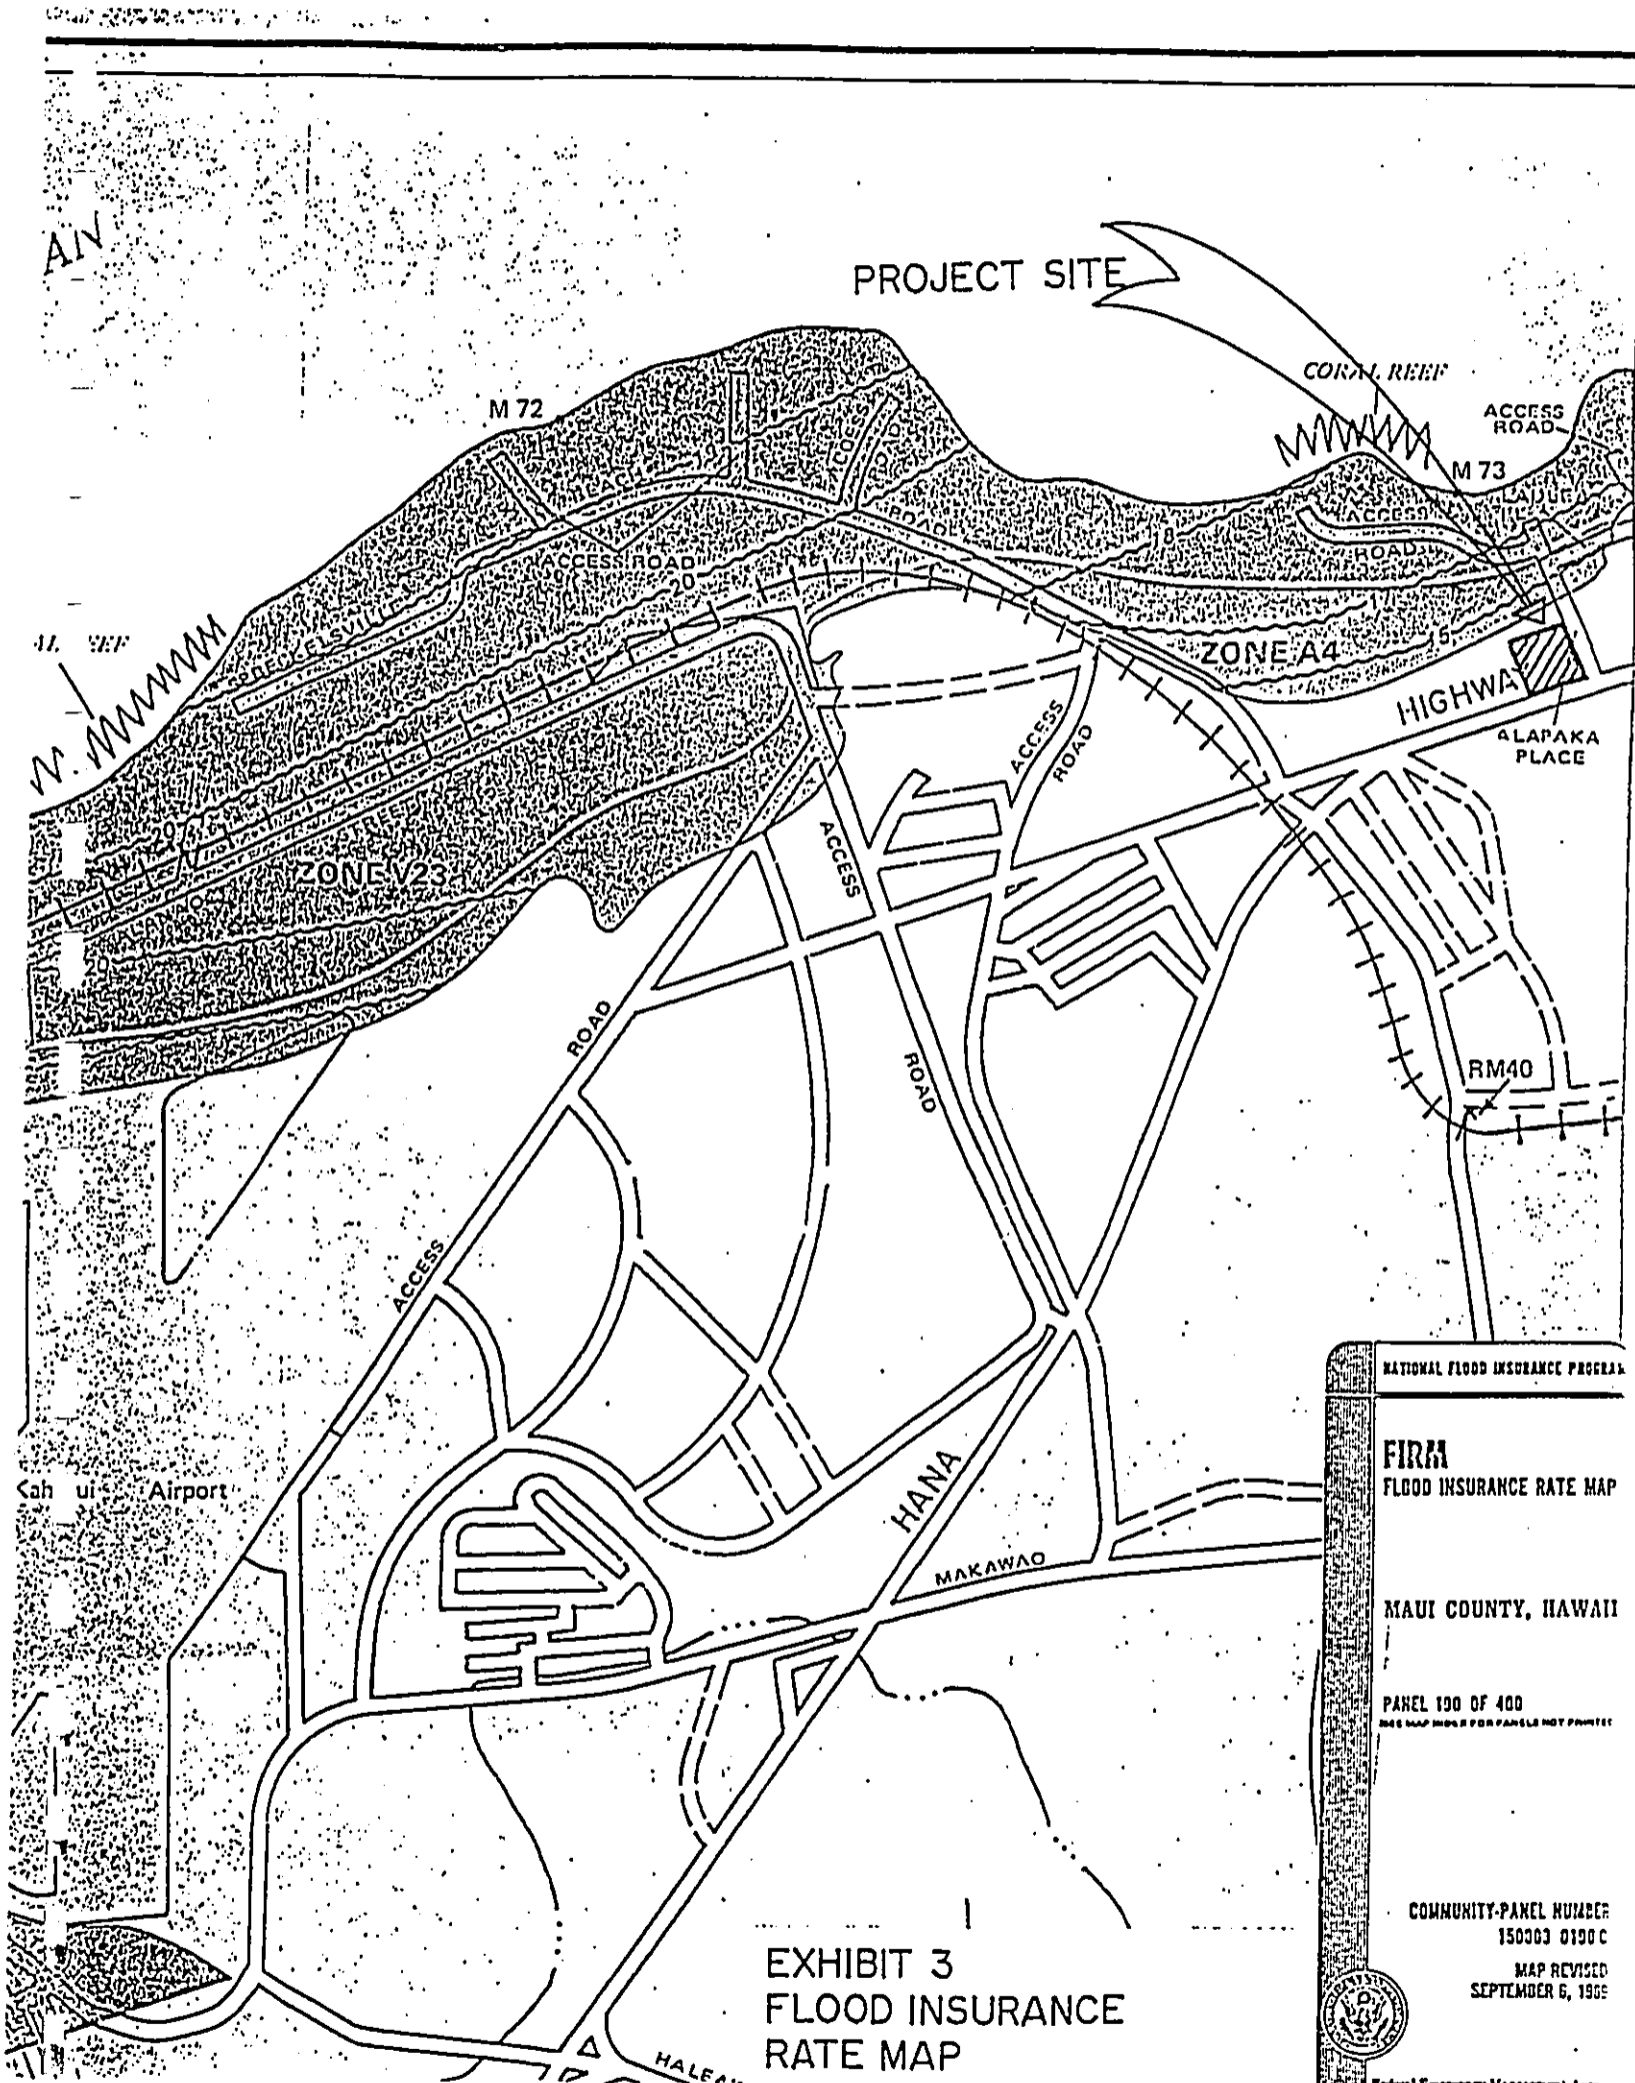 PROJECT SITE
CORAL REEF
ACCESS
ROAD
M 72
M 73
ACCESS
ROAD
ROAD
ACCESS ROAD
ZONE A4
HIGHWA
ALAPAKA
PLACE
ACCESS
ROAD
ZONE V23
ACCESS
ROAD
ROAD
ACCESS
RM40
HANA
MAKAWAO
Airport
NATIONAL FLOOD INSURANCE PROGRA
FIRM
FLOOD INSURANCE RATE MAP
MAUI COUNTY, HAWAII
PANEL 190 OF 400
COMMUNITY-PANEL NUMBER
150003 0190 C
MAP REVISED
EXHIBIT 3
FLOOD INSURANCE
RATE MAP